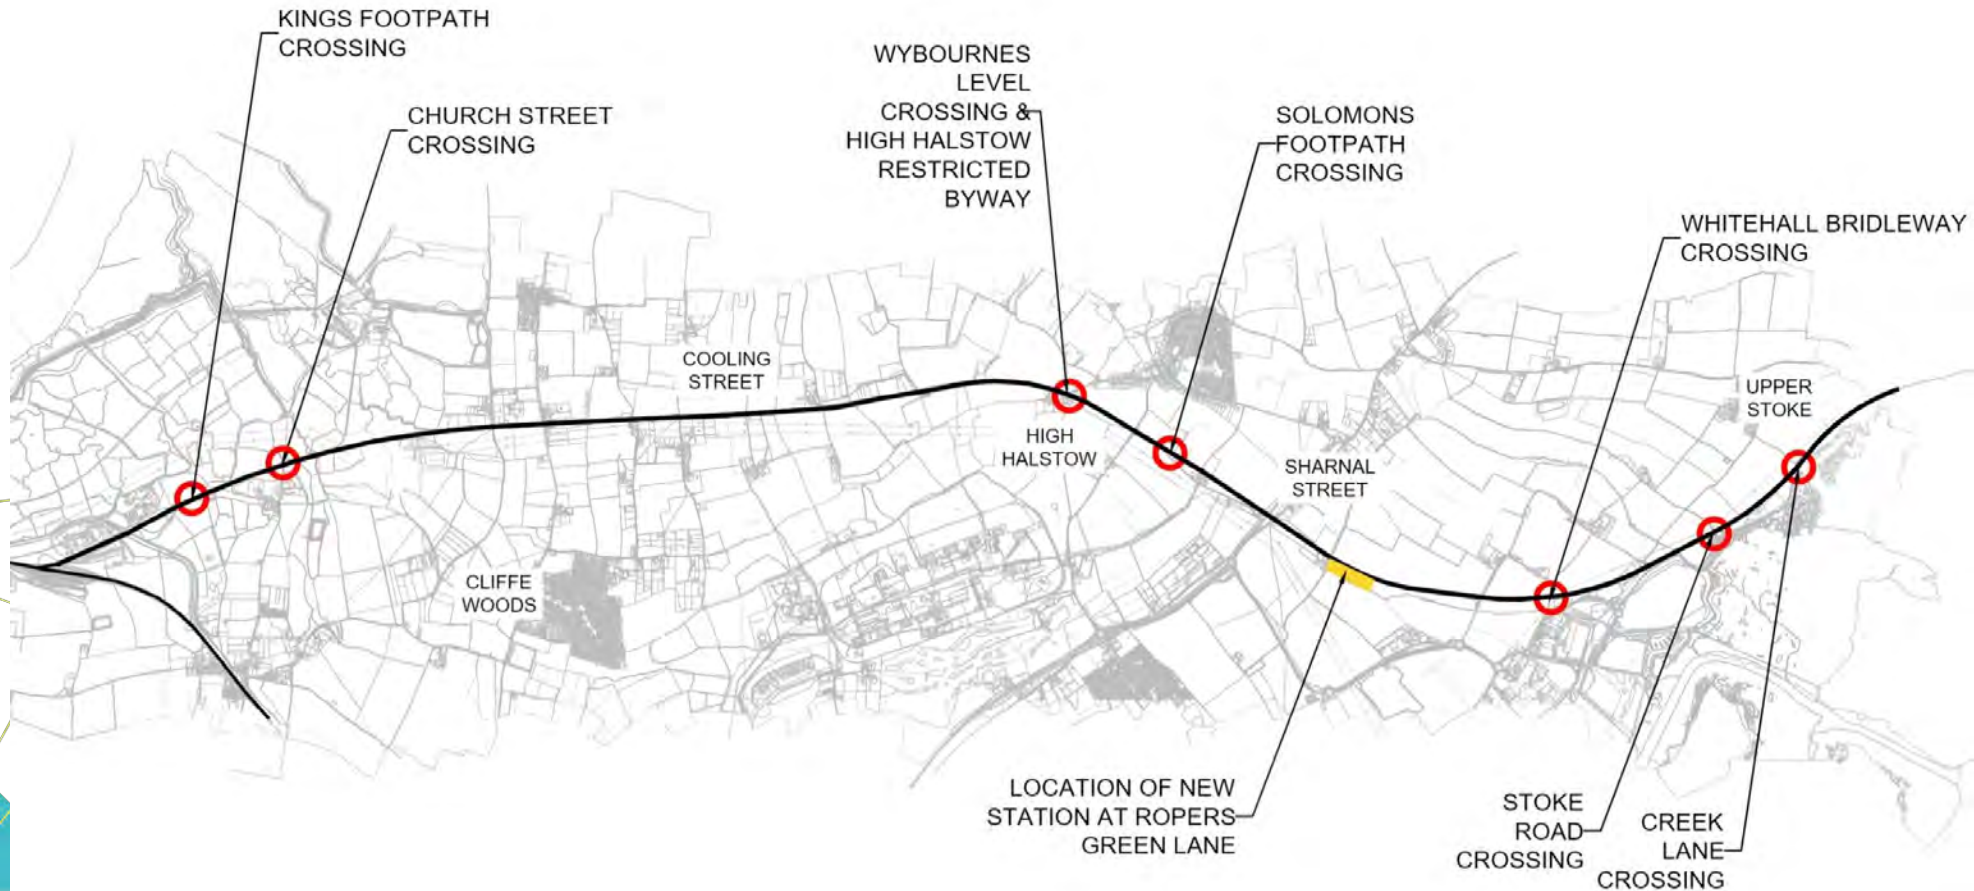 KINGS FOOTPATH
CROSSING
CHURCH STREET
CROSSING
WYBOURNES
LEVEL
CROSSING &
HIGH HALSTOW
RESTRICTED
BYWAY
SOLOMONS
FOOTPATH
CROSSING
WHITEHALL BRIDLEWAY
CROSSING
COOLING
STREET
UPPER
STOKE
HIGH
HALSTOW
SHARNAL
STREET
CLIFFE
WOODS
LOCATION OF NEW
STATION AT ROPERS
GREEN LANE
STOKE
ROAD
CROSSING
CREEK
LANE
CROSSING